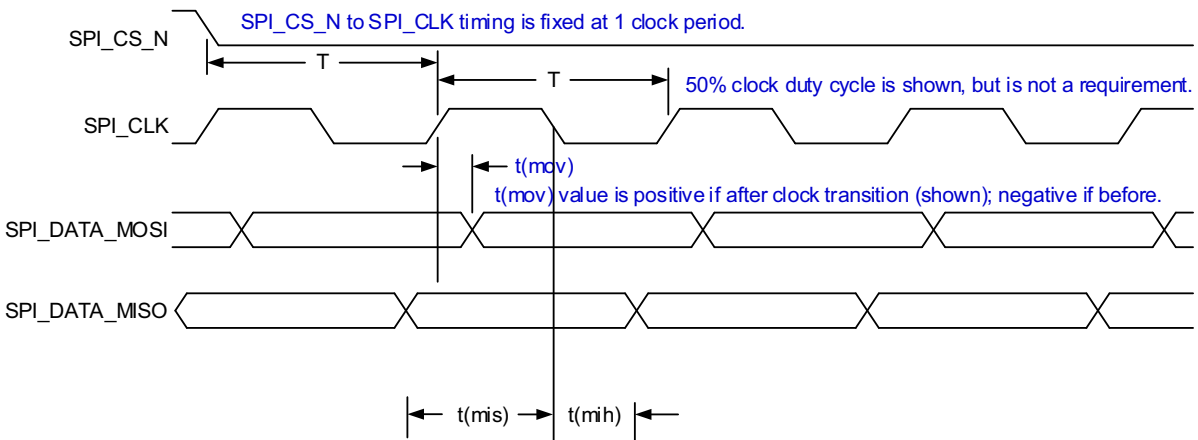 SPI_CS_N to SPI_CLK timing is fixed at 1 clock period.
SPI_CS_N
T
T
50% clock duty cycle is shown, but is not a requirement.
SPI_CLK
t(mov)
t(mov) value is positive if after clock transition (shown); negative if before.
SPI_DATA_MOSI
SPI_DATA_MISO
t(mis)
t(mih)